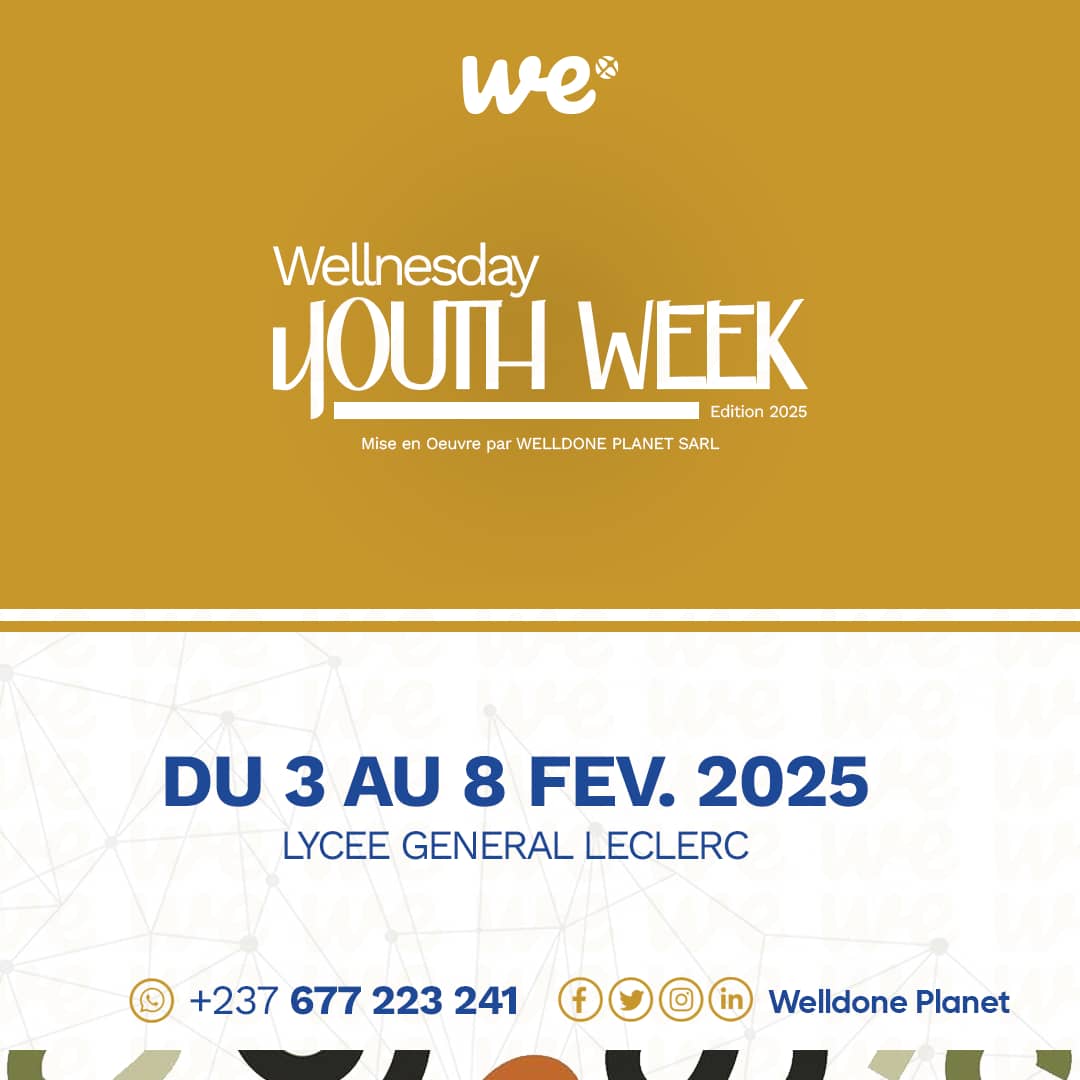 we
Wellnesday
YOUTH WEEK
Edition 2025
Mise en Oeuvre par WELLDONE PLANET SARL
DU 3 AU 8 FEV. 2025
LYCEE GENERAL LECLERC
+237 677 223 241
Welldone Planet